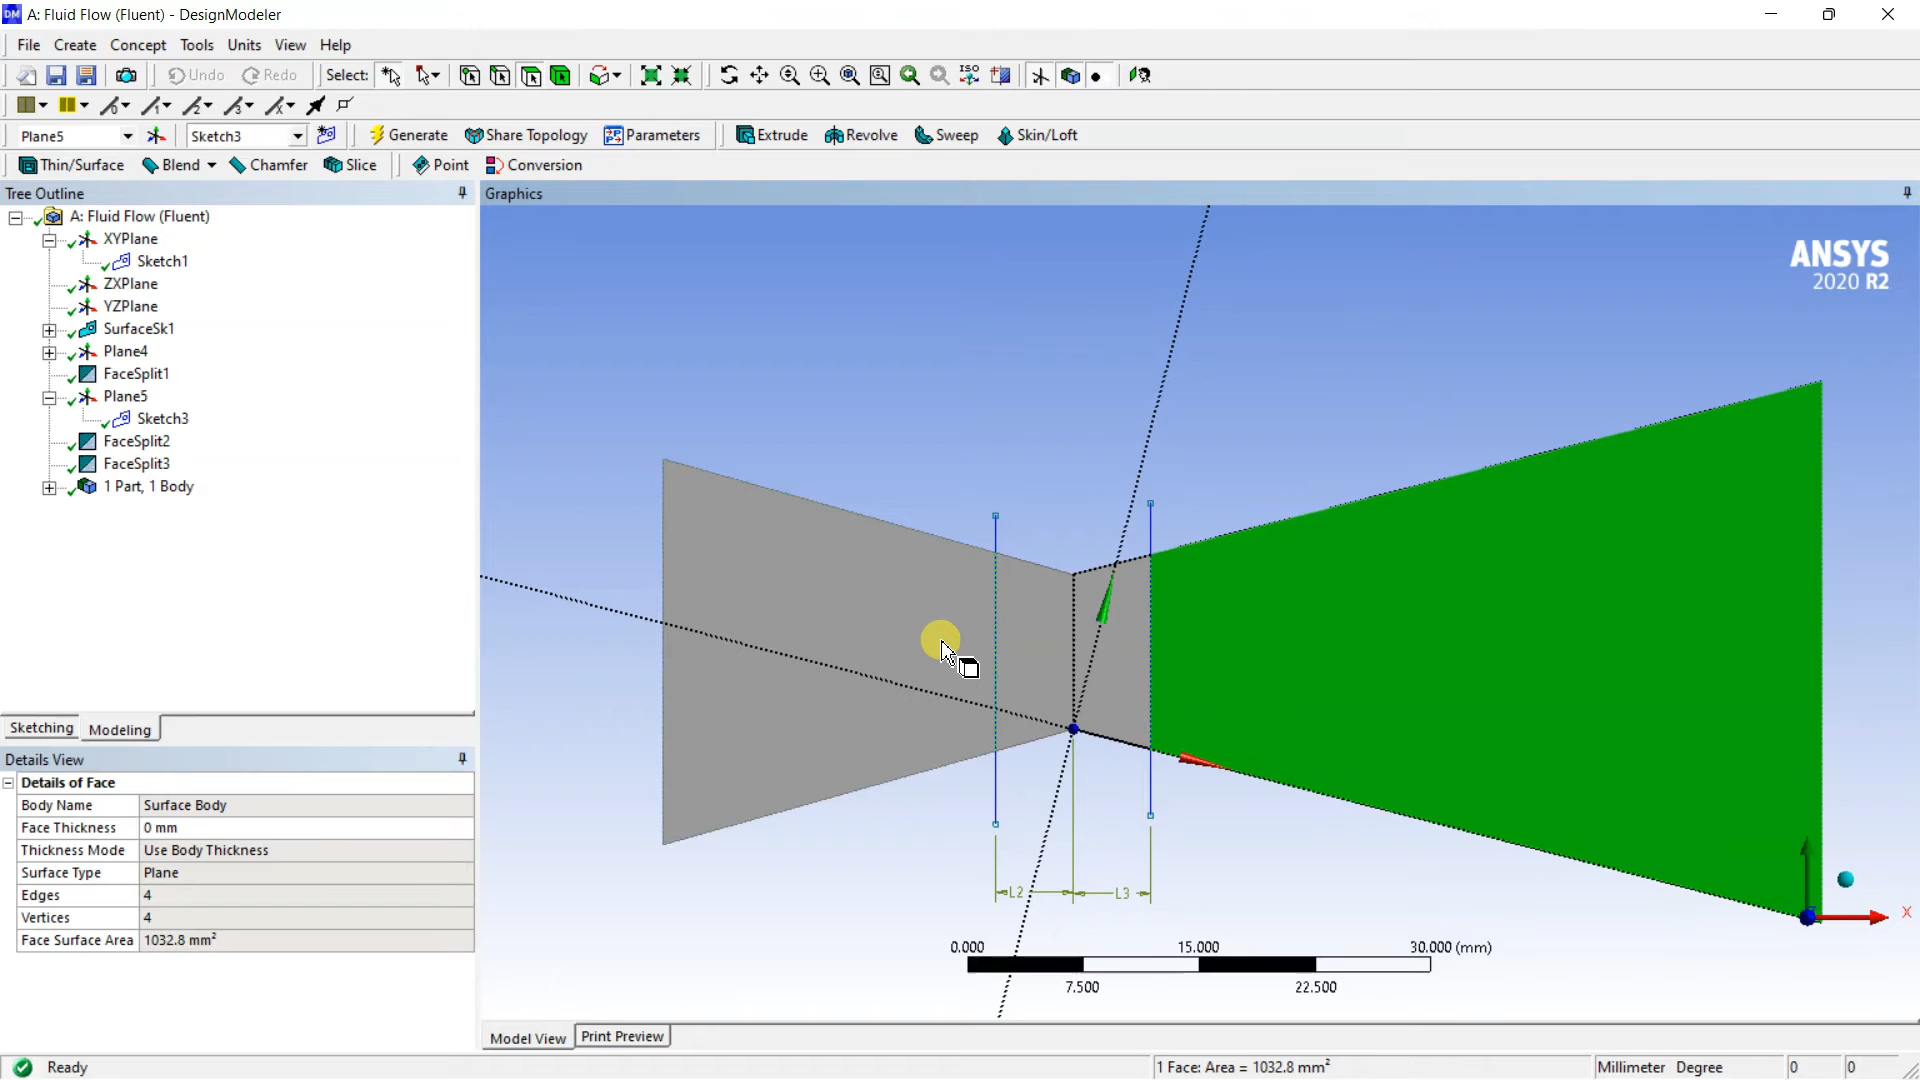 A: Fluid Flow (Fluent) - DesignModeler
File Create Concept Tools Units View Help
Undo Redo Select:
Plane5 Sketch3 Generate Share Topology Parameters Extrude Revolve Sweep Skin/Loft
Thin/Surface Blend Chamfer Slice Point Conversion
Tree Outline
A: Fluid Flow (Fluent)
XYPlane
Sketch1
ZXPlane
YZPlane
SurfaceSk1
Plane4
FaceSplit1
Plane5
Sketch3
FaceSplit2
FaceSplit3
1 Part, 1 Body
Sketching Modeling
Details View
Details of Face
Body Name Surface Body
Face Thickness 0 mm
Thickness Mode Use Body Thickness
Surface Type Plane
Edges 4
Vertices 4
Face Surface Area 1032.8 mm²
Graphics
ANSYS
2020 R2
L2 L3
X
0.000 15.000 30.000 (mm)
7.500 22.500
Model View Print Preview
Ready 1 Face: Area = 1032.8 mm² Millimeter Degree 0 0